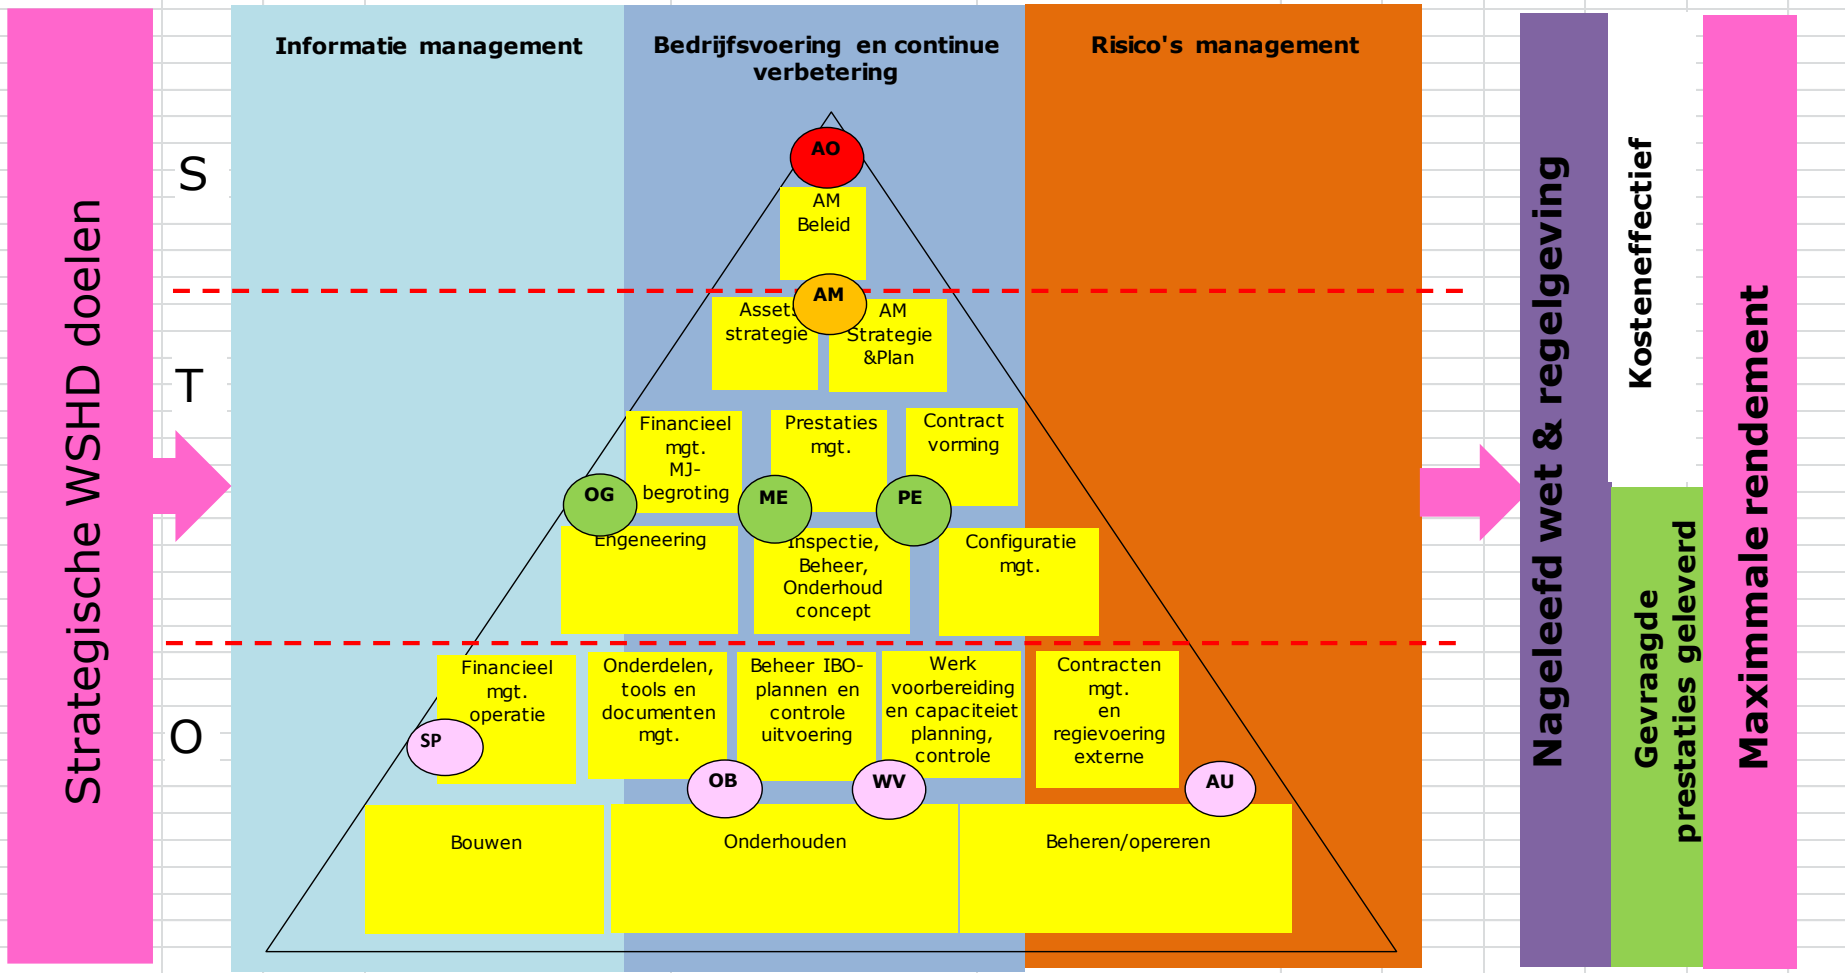 Strategische WSHD doelen
S
T
O
Informatie management
Bedrijfsvoering en continue
verbetering
Risico's management
AO
AM
Beleid
AM
Assets
strategie
AM
Strategie
&Plan
Financieel
mgt.
MJ-
begroting
Prestaties
mgt.
Contract
vorming
OG
ME
PE
Engeneering
Inspectie,
Beheer,
Onderhoud
concept
Configuratie
mgt.
Financieel
mgt.
operatie
Onderdelen,
tools en
documenten
mgt.
Beheer IBO-
plannen en
controle
uitvoering
Werk
voorbereiding
en capaciteiet
planning,
controle
Contracten
mgt.
en
regievoering
externe
SP
OB
WV
AU
Bouwen
Onderhouden
Beheren/opereren
Nageleefd wet & regelgeving
Kosteneffectief
Gevraagde
prestaties geleverd
Maximmale rendement